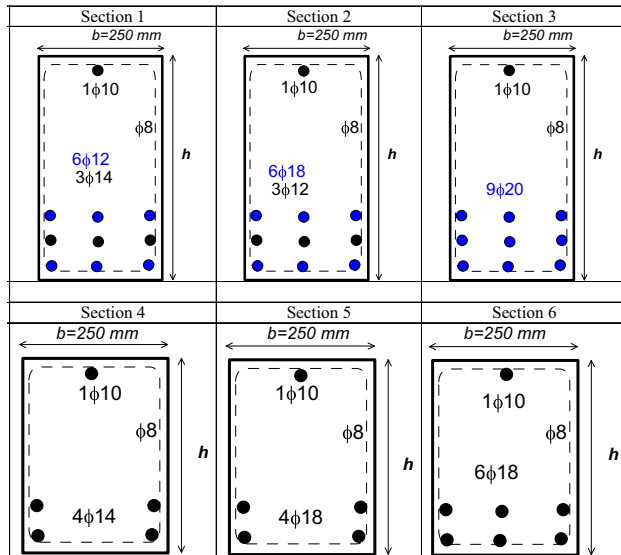 Section 1 Section 2 Section 3
b=250 mm b=250 mm b=250 mm
1ϕ10 1ϕ10 1ϕ10
ϕ8 ϕ8 ϕ8
h h h
6ϕ12 6ϕ18 9ϕ20
3ϕ14 3ϕ12
Section 4 Section 5 Section 6
b=250 mm b=250 mm b=250 mm
1ϕ10 1ϕ10 1ϕ10
ϕ8 ϕ8 ϕ8
h h h
4ϕ14 4ϕ18 6ϕ18